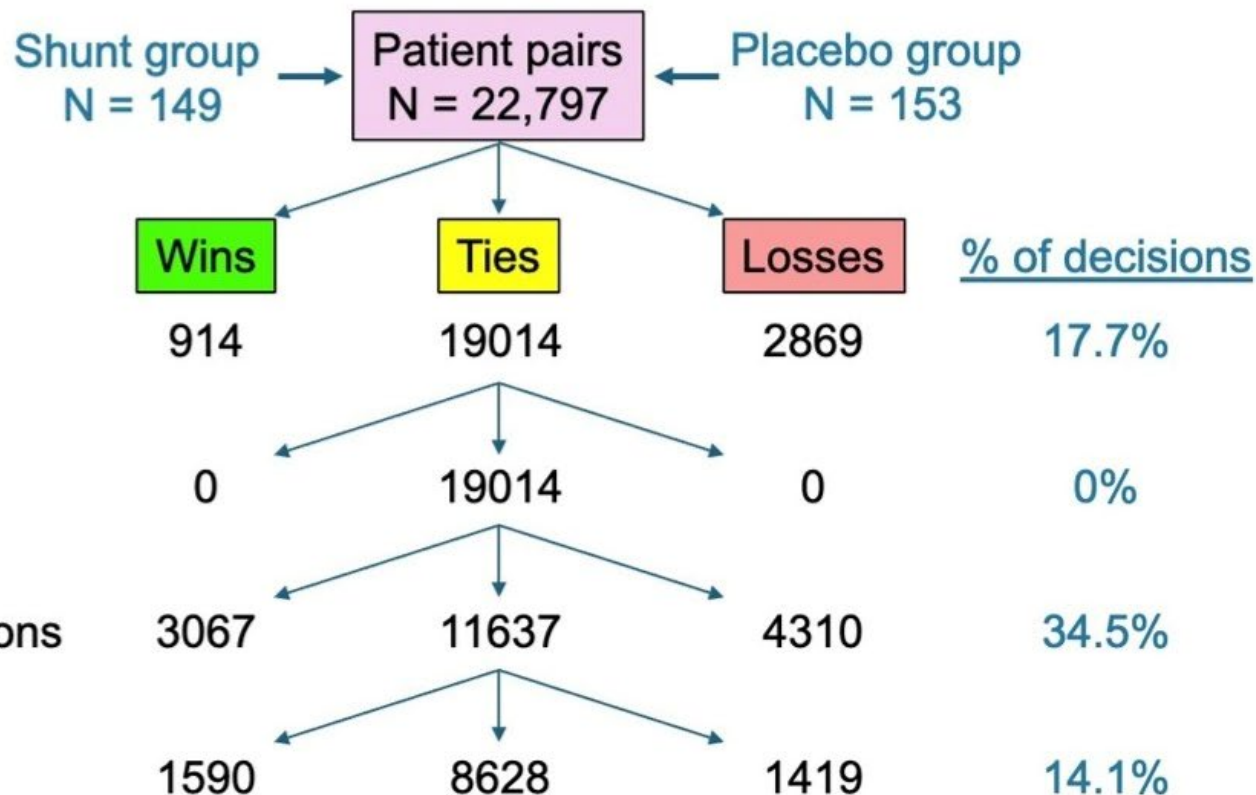 Shunt group
N = 149
Patient pairs
N = 22,797
Placebo group
N = 153
Wins
Ties
Losses
% of decisions
914 19014 2869 17.7%
0 19014 0 0%
ons 3067 11637 4310 34.5%
1590 8628 1419 14.1%